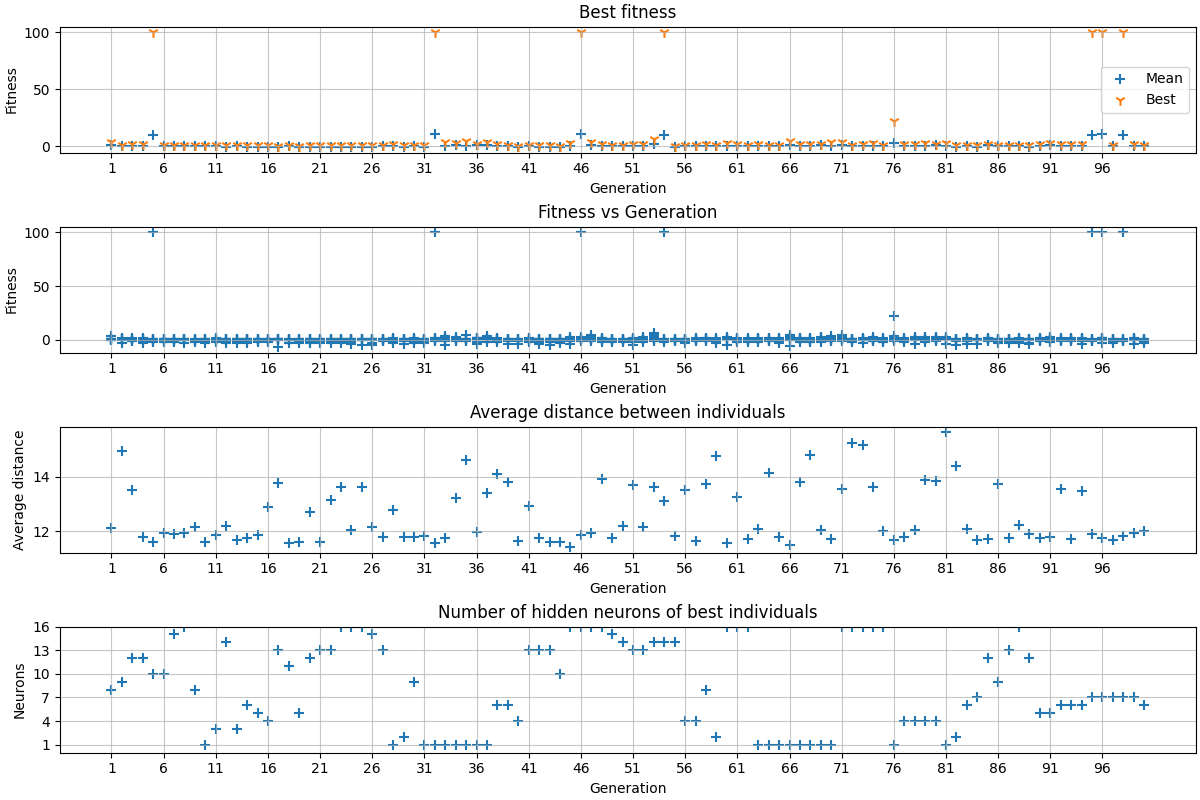 Best fitness
100
50
0
Fitness
Mean
Best
1 6 11 16 21 26 31 36 41 46 51 56 61 66 71 76 81 86 91 96
Generation
Fitness vs Generation
100
50
0
Fitness
1 6 11 16 21 26 31 36 41 46 51 56 61 66 71 76 81 86 91 96
Generation
Average distance between individuals
14
12
Average distance
1 6 11 16 21 26 31 36 41 46 51 56 61 66 71 76 81 86 91 96
Generation
Number of hidden neurons of best individuals
16
13
10
7
4
1
Neurons
1 6 11 16 21 26 31 36 41 46 51 56 61 66 71 76 81 86 91 96
Generation